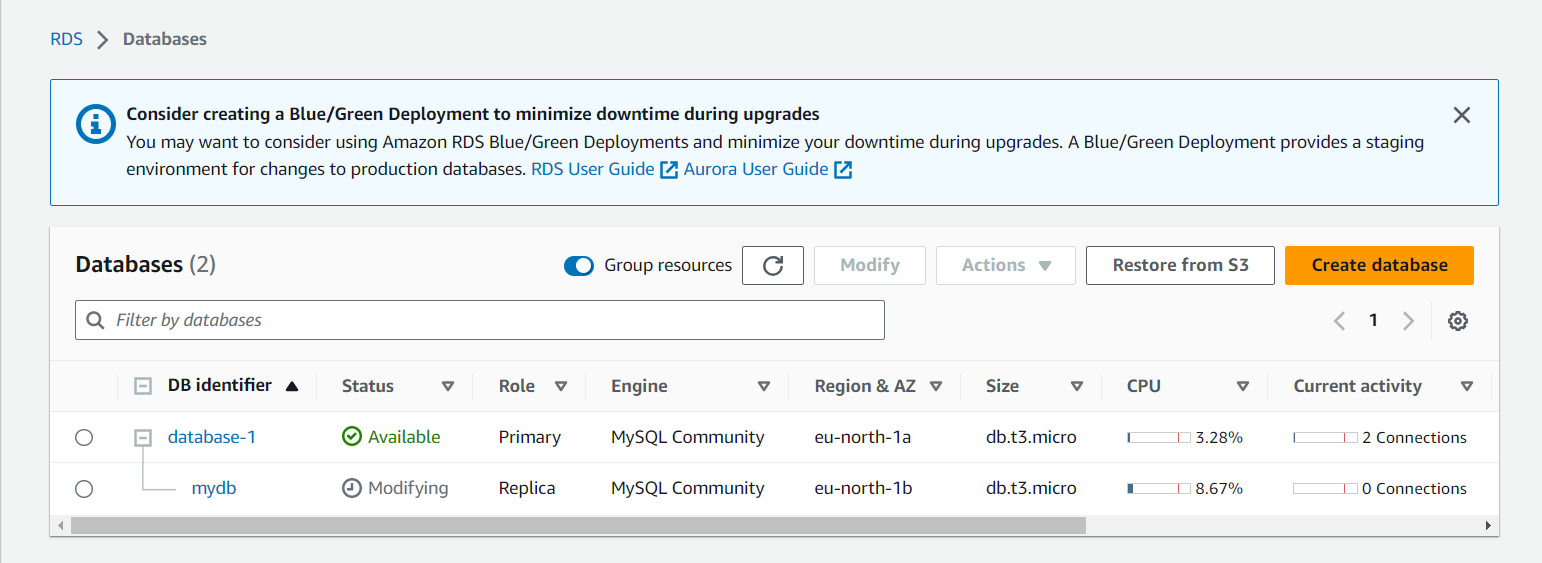 RDS Databases
Consider creating a Blue/Green Deployment to minimize downtime during upgrades
You may want to consider using Amazon RDS Blue/Green Deployments and minimize your downtime during upgrades. A Blue/Green Deployment provides a staging
environment for changes to production databases. RDS User Guide Aurora User Guide
Databases (2) Group resources Modify Actions Restore from S3 Create database
Filter by databases 1
DB identifier Status Role Engine Region & AZ Size CPU Current activity
database-1 Available Primary MySQL Community eu-north-1a db.t3.micro 3.28% 2 Connections
mydb Modifying Replica MySQL Community eu-north-1b db.t3.micro 8.67% 0 Connections